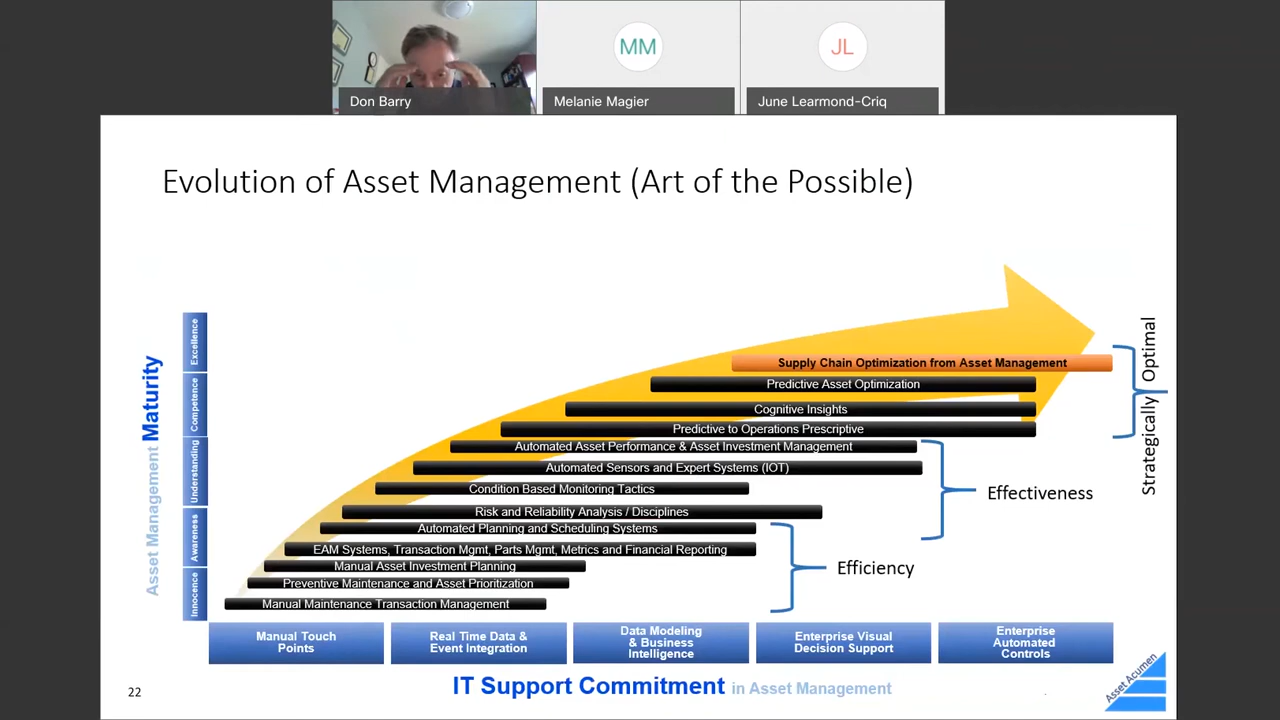 MM
JL
Don Barry
Melanie Magier
June Learmond-Criq
Evolution of Asset Management (Art of the Possible)
Asset Management Maturity
Excellence
Competence
Understanding
Awareness
Innocence
Supply Chain Optimization from Asset Management
Predictive Asset Optimization
Cognitive Insights
Predictive to Operations Prescriptive
Automated Asset Performance & Asset Investment Management
Automated Sensors and Expert Systems (IOT)
Condition Based Monitoring Tactics
Risk and Reliability Analysis / Disciplines
Automated Planning and Scheduling Systems
EAM Systems, Transaction Mgmt, Parts Mgmt, Metrics and Financial Reporting
Manual Asset Investment Planning
Preventive Maintenance and Asset Prioritization
Manual Maintenance Transaction Management
Strategically Optimal
Effectiveness
Efficiency
Manual Touch
Points
Real Time Data &
Event Integration
Data Modeling
& Business
Intelligence
Enterprise Visual
Decision Support
Enterprise
Automated
Controls
IT Support Commitment in Asset Management
22
Asset Acumen